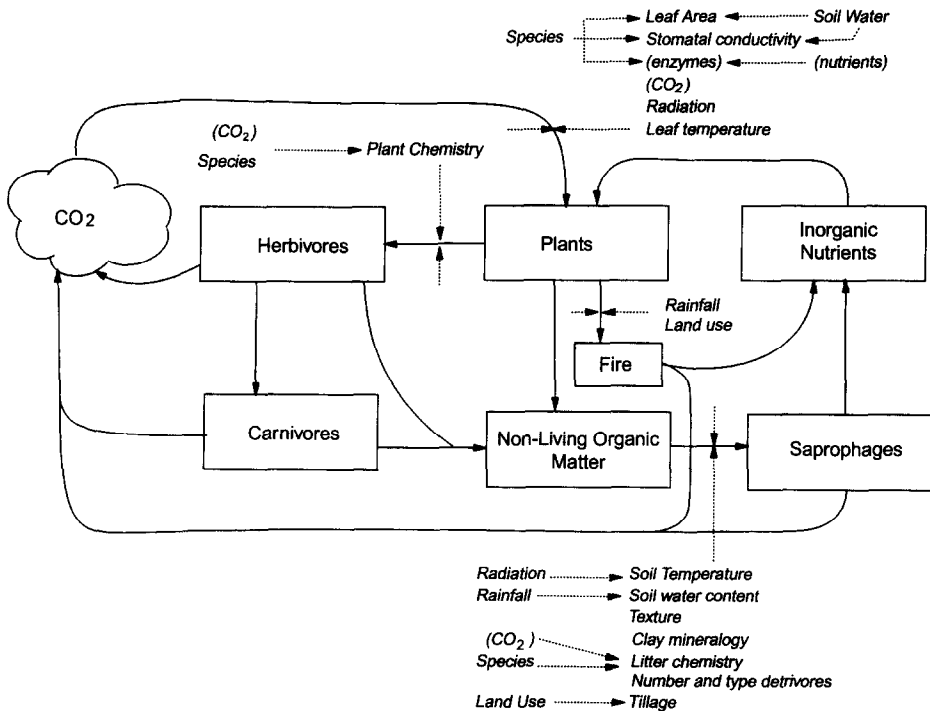 Leaf Area
Soil Water
Species
Stomatal conductivity
(enzymes)
(nutrients)
(CO2)
Radiation
Leaf temperature
(CO2)
Species
Plant Chemistry
CO2
Herbivores
Plants
Inorganic
Nutrients
Rainfall
Land use
Fire
Carnivores
Non-Living Organic
Matter
Saprophages
Radiation
Soil Temperature
Rainfall
Soil water content
Texture
(CO2)
Clay mineralogy
Species
Litter chemistry
Number and type detrivores
Land Use
Tillage